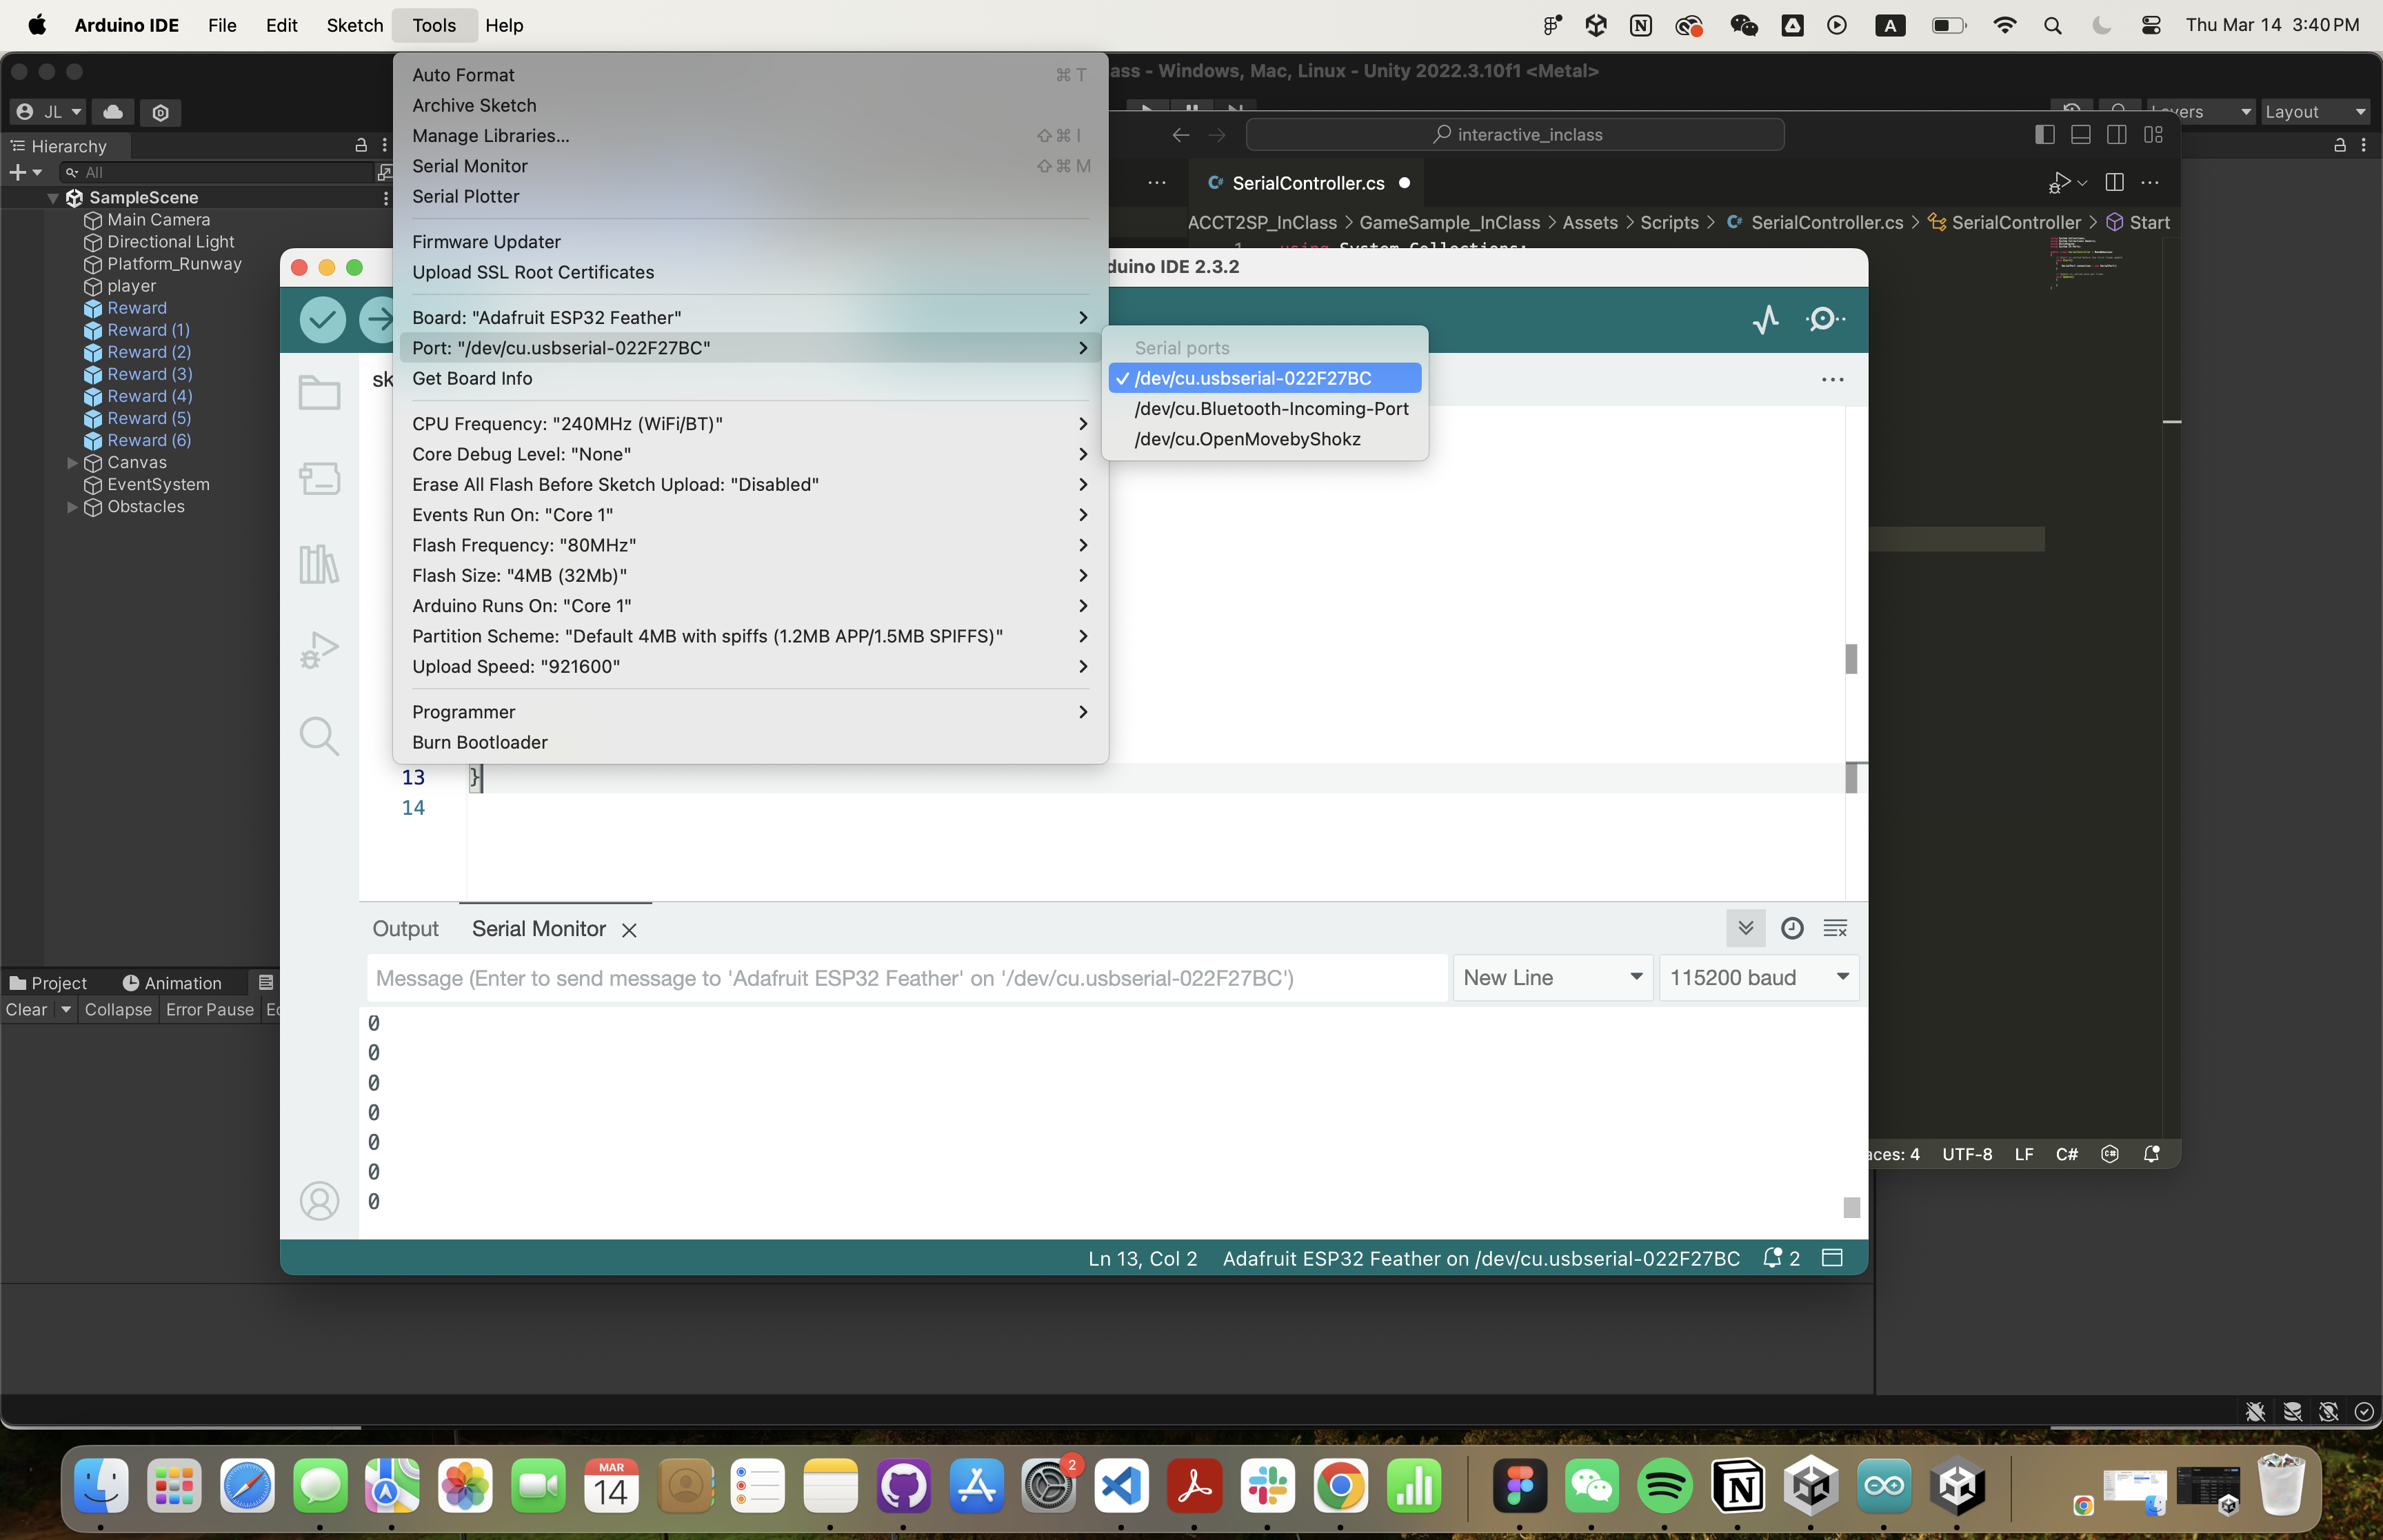 Arduino IDE File Edit Sketch Tools Help
A Thu Mar 14 3:40 PM
ass - Windows, Mac, Linux - Unity 2022.3.10f1 <Metal>
JL
Layout
Hierarchy
All
SampleScene
Main Camera
Directional Light
Platform_Runway
player
Reward
Reward (1)
Reward (2)
Reward (3)
Reward (4)
Reward (5)
Reward (6)
Canvas
EventSystem
Obstacles
Auto Format ⌘ T
Archive Sketch
Manage Libraries... ⇧ ⌘ I
Serial Monitor ⇧ ⌘ M
Serial Plotter
Firmware Updater
Upload SSL Root Certificates
Board: "Adafruit ESP32 Feather"
Port: "/dev/cu.usbserial-022F27BC"
Get Board Info
CPU Frequency: "240MHz (WiFi/BT)"
Core Debug Level: "None"
Erase All Flash Before Sketch Upload: "Disabled"
Events Run On: "Core 1"
Flash Frequency: "80MHz"
Flash Size: "4MB (32Mb)"
Arduino Runs On: "Core 1"
Partition Scheme: "Default 4MB with spiffs (1.2MB APP/1.5MB SPIFFS)"
Upload Speed: "921600"
Programmer
Burn Bootloader
Serial ports
✓ /dev/cu.usbserial-022F27BC
/dev/cu.Bluetooth-Incoming-Port
/dev/cu.OpenMovebyShokz
interactive_inclass
C# SerialController.cs
ACCT2SP_InClass > GameSample_InClass > Assets > Scripts > C# SerialController.cs > SerialController > Start
1 using System.Collections;
duino IDE 2.3.2
sk
13 }
14
Output Serial Monitor
Message (Enter to send message to 'Adafruit ESP32 Feather' on '/dev/cu.usbserial-022F27BC')
New Line 115200 baud
0
0
0
0
0
0
0
Ln 13, Col 2 Adafruit ESP32 Feather on /dev/cu.usbserial-022F27BC 2
aces: 4 UTF-8 LF C#
Project Animation
Clear Collapse Error Pause
MAR
14
2